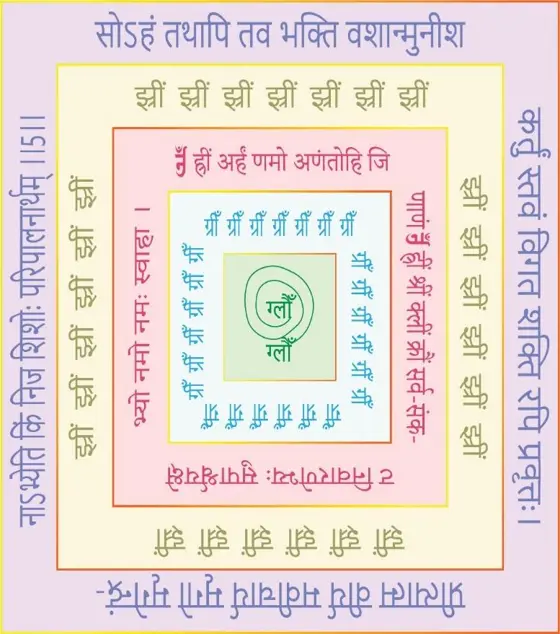 सोऽहं तथापि तव भक्ति वशान्मुनीश
कर्तुं स्तवं विगत शक्ति रपि प्रवृत्तः ।
प्रीत्यात्म वीर्य मवीचार्य मृगो मृगेन्द्रं-
नाऽभ्येति किं निज शिशोः परिपालनार्थम् ।।5।।
झ्रीं झ्रीं झ्रीं झ्रीं झ्रीं झ्रीं झ्रीं
झ्रीं झ्रीं झ्रीं झ्रीं झ्रीं झ्रीं
झ्रीं झ्रीं झ्रीं झ्रीं झ्रीं झ्रीं
झ्रीं झ्रीं झ्रीं झ्रीं झ्रीं झ्रीं
ह्रीं अर्हं णमो अणंतोहि जि
णाणं ह्रीं श्रीं क्लीं क्रौं सर्व-संक-
ट निवारणेभ्यः सुपार्श्वयक्षे
भ्यो नमो नमः स्वाहा ।
ग्रीँ ग्रीँ ग्रीँ ग्रीँ ग्रीँ ग्रीँ ग्रीँ
ग्रीँ ग्रीँ ग्रीँ ग्रीँ ग्रीँ ग्रीँ
ग्रीँ ग्रीँ ग्रीँ ग्रीँ ग्रीँ ग्रीँ
ग्रीँ ग्रीँ ग्रीँ ग्रीँ ग्रीँ ग्रीँ
ग्लौँ
ग्लौँ